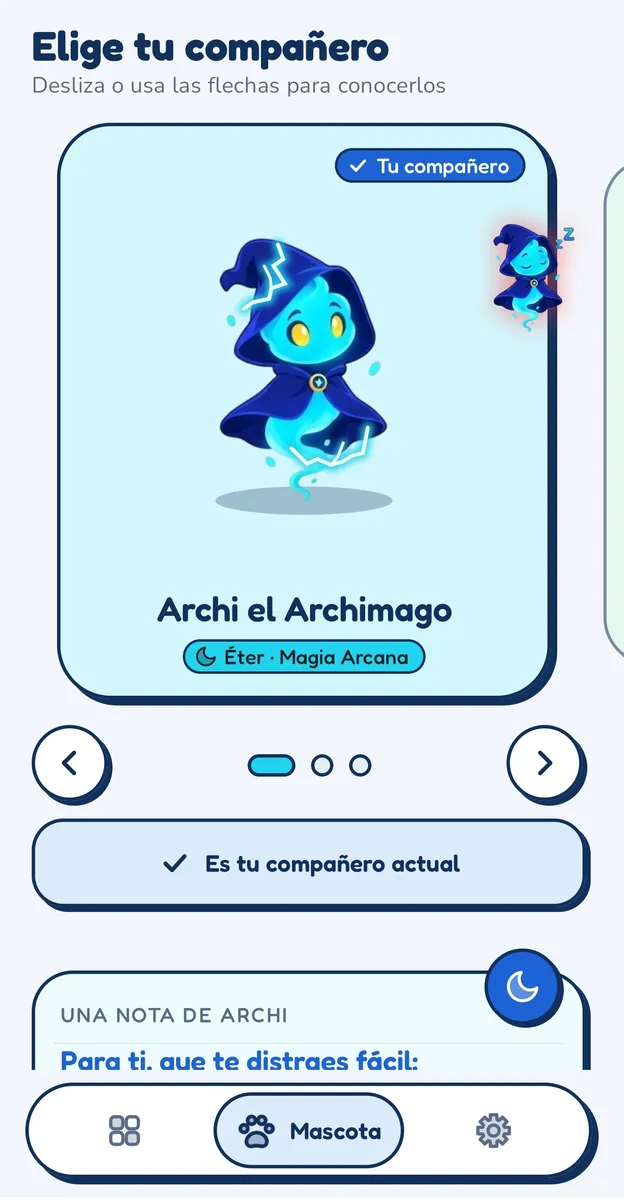 Elige tu compañero
Desliza o usa las flechas para conocerlos
Tu compañero
z z
Archi el Archimago
Éter · Magia Arcana
Es tu compañero actual
UNA NOTA DE ARCHI
Para ti, que te distraes fácil:
Mascota